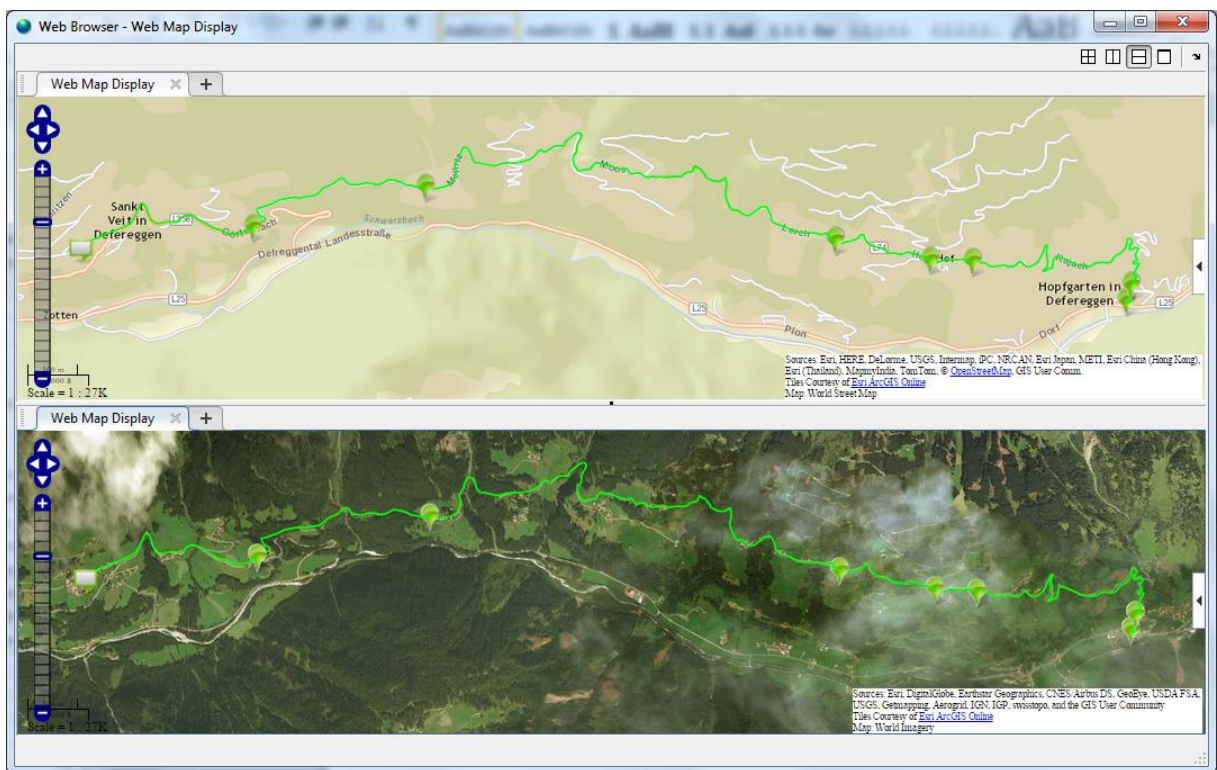 Web Browser - Web Map Display
Web Map Display
Sankt
Veit in
Defereggen
Schwarzbach
Defreggental-Landesstraße
L25
Moos
Lerch
L74
Hof
Rajach
Hopfgarten in
Defereggen
L25
L25
Plon
Dorf
Scale = 1 : 27K
Sources: Esri, HERE, DeLorme, USGS, Intermap, iPC, NRCAN, Esri Japan, METI, Esri China (Hong Kong),
Esri (Thailand), MapmyIndia, TomTom, © OpenStreetMap, GIS User Comm.
Tiles Courtesy of Esri ArcGIS Online
Map: World Street Map
Web Map Display
Scale = 1 : 27K
Sources: Esri, DigitalGlobe, Earthstar Geographics, CNES/Airbus DS, GeoEye, USDA FSA,
USGS, Getmapping, Aerogrid, IGN, IGP, swisstopo, and the GIS User Community
Tiles Courtesy of Esri ArcGIS Online
Map: World Imagery